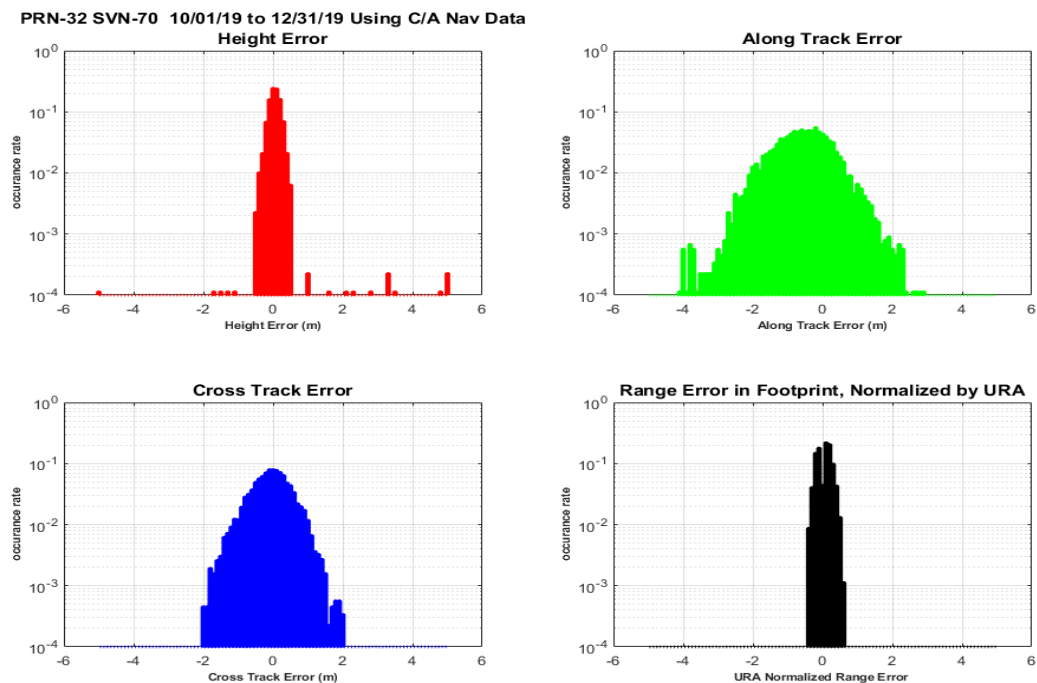 PRN-32 SVN-70 10/01/19 to 12/31/19 Using C/A Nav Data
Height Error
10^0
10^-1
10^-2
10^-3
10^-4
occurance rate
-6 -4 -2 0 2 4 6
Height Error (m)
Along Track Error
10^0
10^-1
10^-2
10^-3
10^-4
occurance rate
-6 -4 -2 0 2 4 6
Along Track Error (m)
Cross Track Error
10^0
10^-1
10^-2
10^-3
10^-4
occurance rate
-6 -4 -2 0 2 4 6
Cross Track Error (m)
Range Error in Footprint, Normalized by URA
10^0
10^-1
10^-2
10^-3
10^-4
occurance rate
-6 -4 -2 0 2 4 6
URA Normalized Range Error